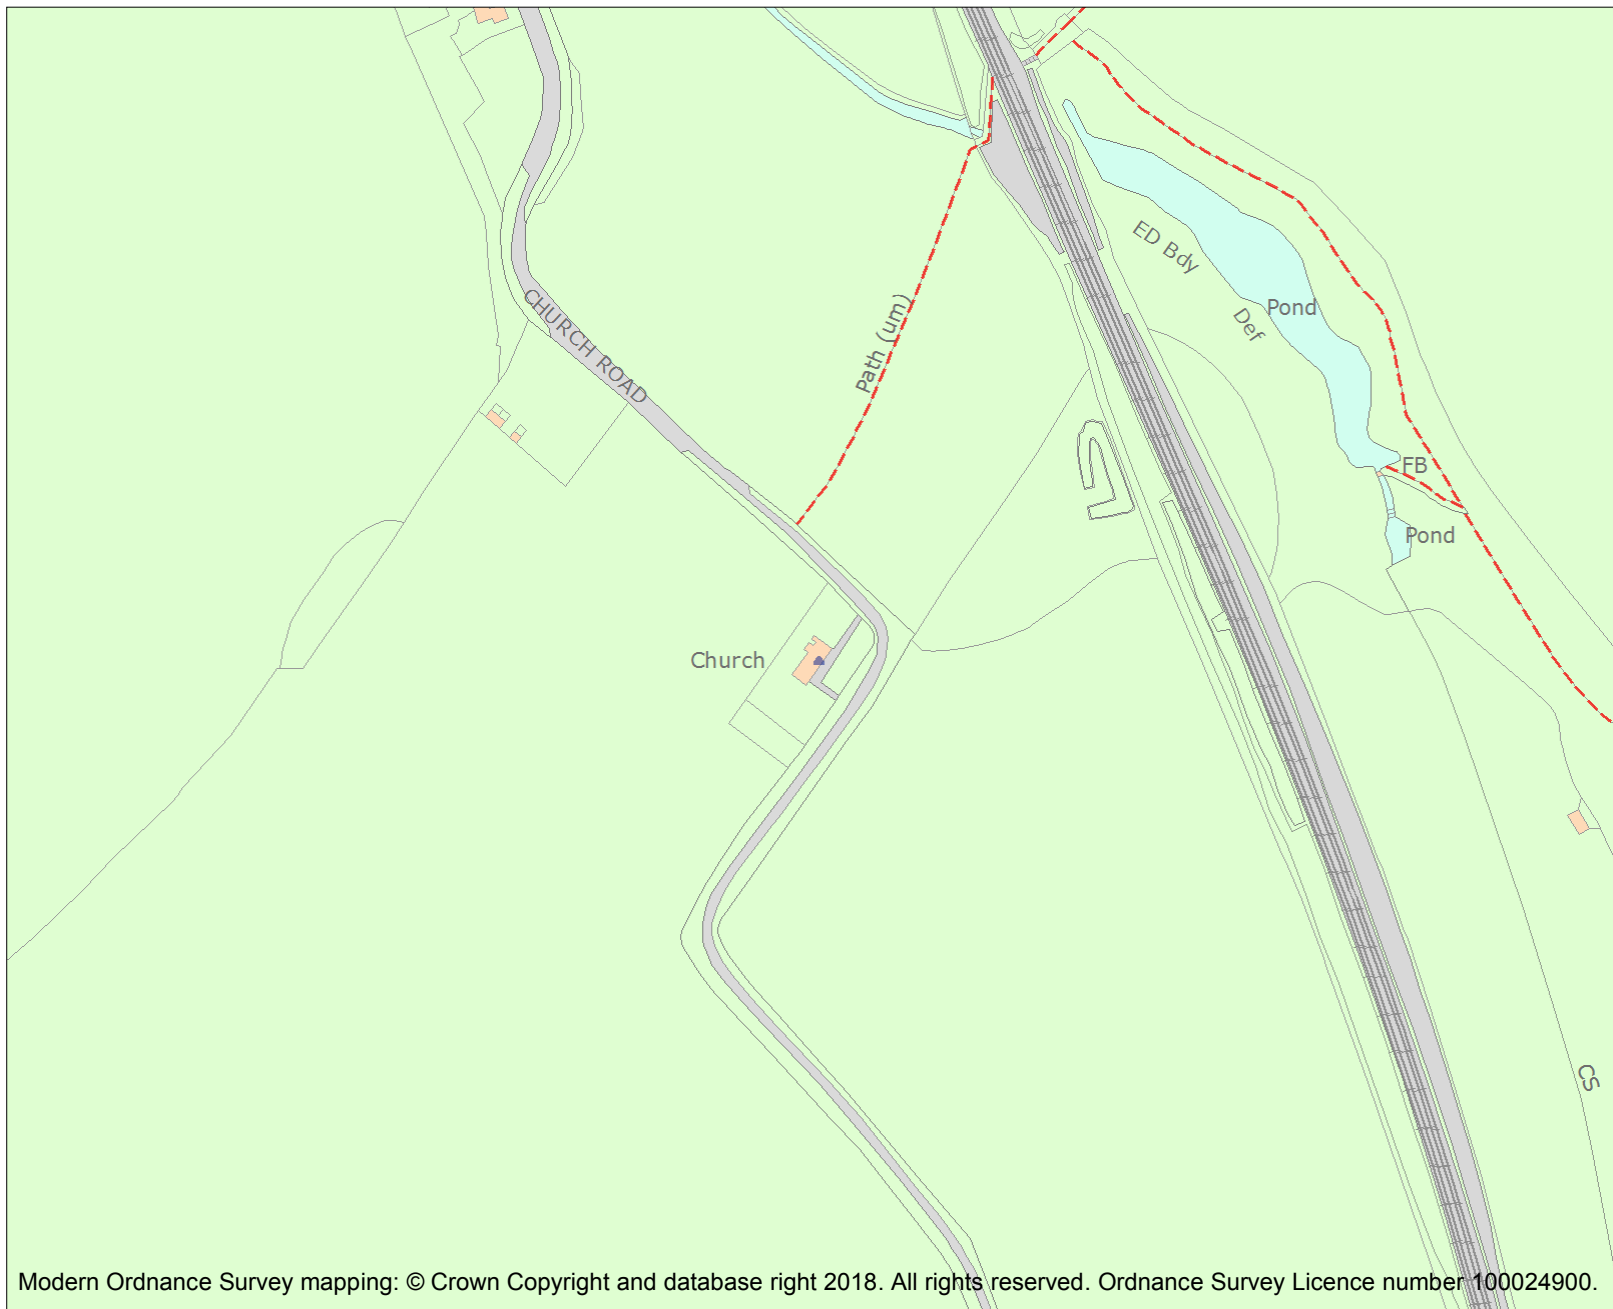 ED Bdy
Pond
Def
CHURCH ROAD
Path (um)
FB
Pond
Church
CS
Modern Ordnance Survey mapping: © Crown Copyright and database right 2018. All rights reserved. Ordnance Survey Licence number 100024900.